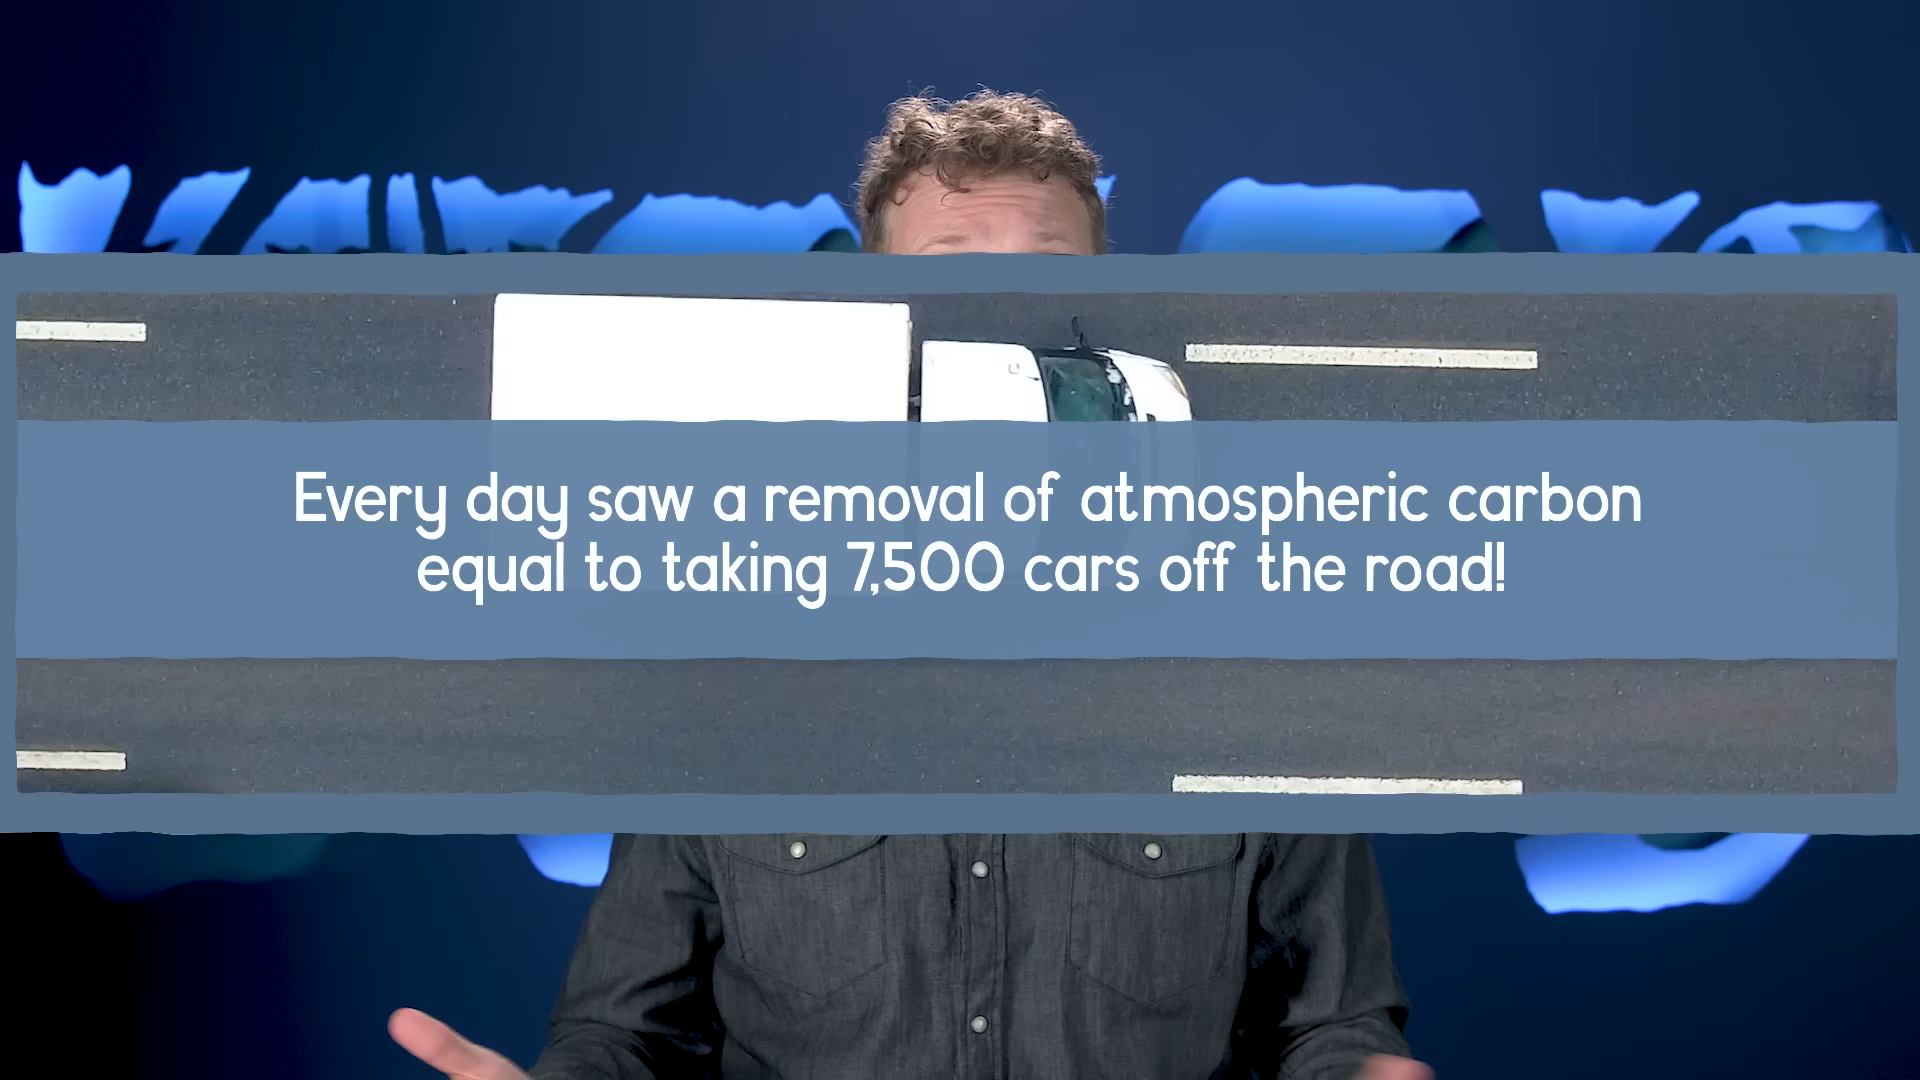 Every day saw a removal of atmospheric carbon
equal to taking 7,500 cars off the road!